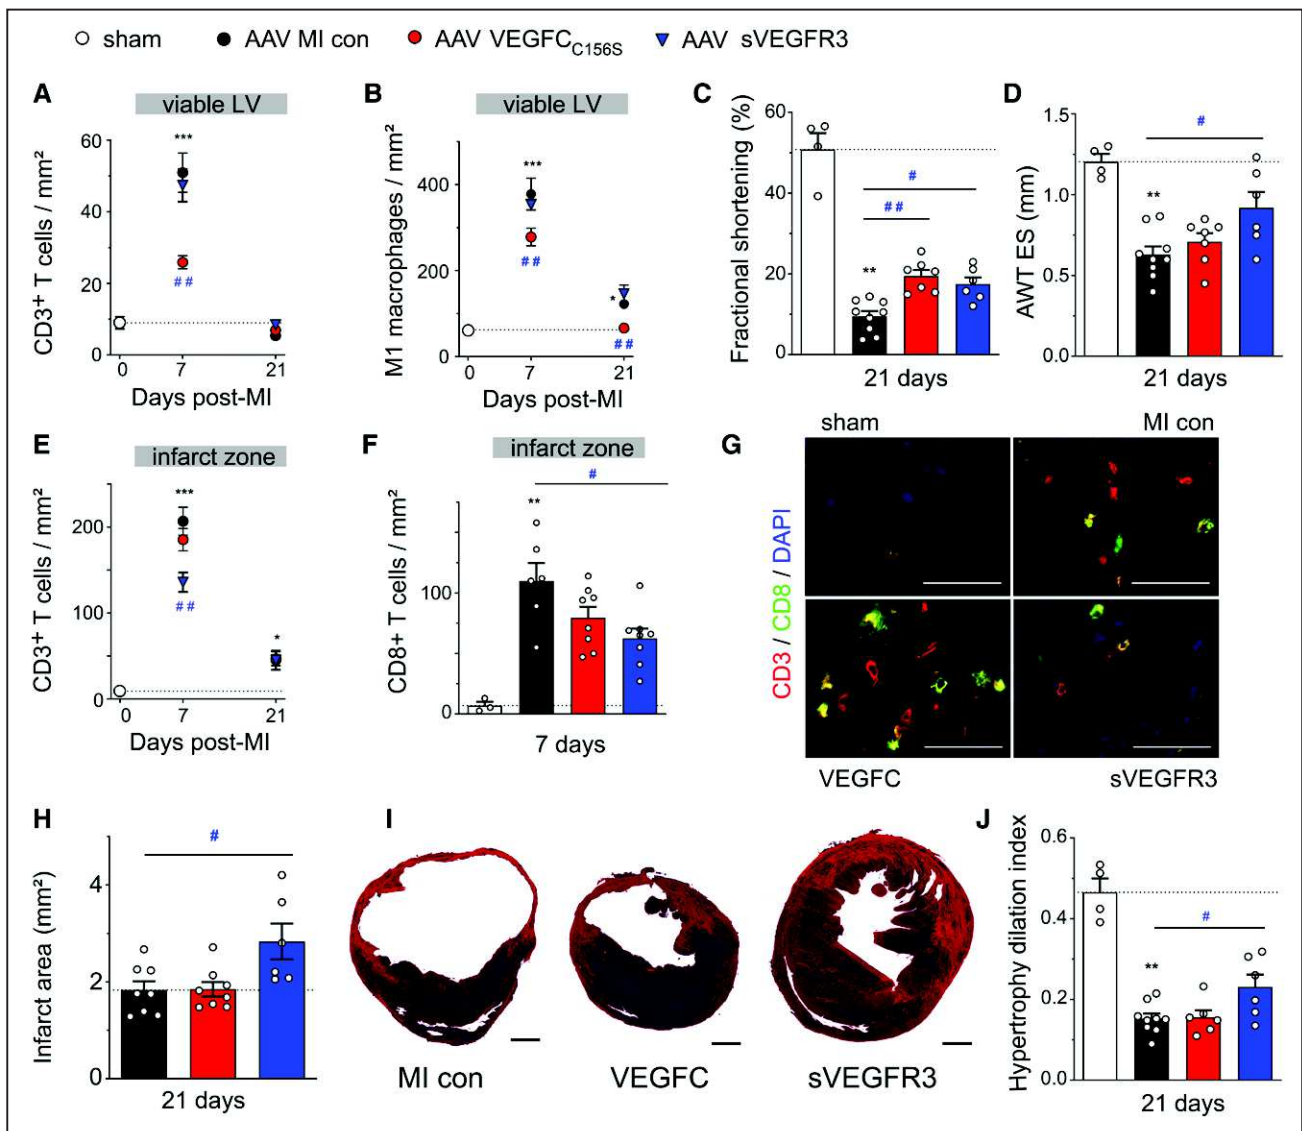 sham AAV MI con AAV VEGFC_C156S AAV sVEGFR3
A
viable LV
***
##
CD3⁺ T cells / mm²
60
40
20
0
0 7 21
Days post-MI
B
viable LV
***
##
*
##
M1 macrophages / mm²
400
200
0
0 7 21
Days post-MI
C
Fractional shortening (%)
60
40
20
0
#
##
**
21 days
D
AWT ES (mm)
1.5
1.0
0.5
0.0
#
**
21 days
E
infarct zone
***
##
*
CD3⁺ T cells / mm²
200
100
0
0 7 21
Days post-MI
F
infarct zone
#
**
CD8+ T cells / mm²
100
0
7 days
G
sham MI con
CD3 / CD8 / DAPI
VEGFC sVEGFR3
H
#
Infarct area (mm²)
4
2
0
21 days
I
MI con VEGFC sVEGFR3
J
Hypertrophy dilation index
0.6
0.4
0.2
0.0
#
**
21 days